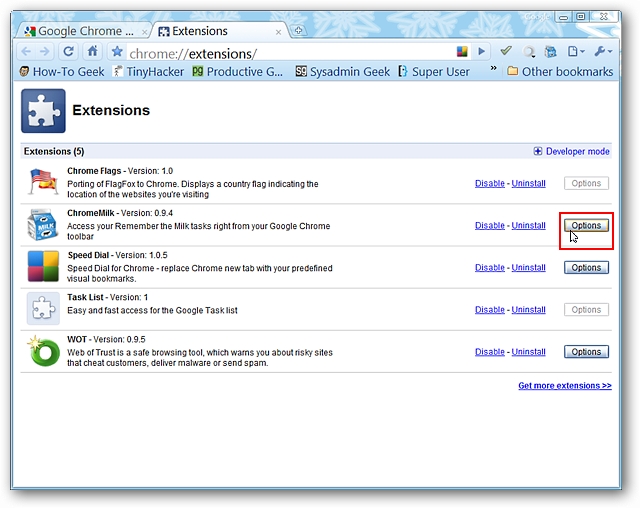 Google Chrome ... Extensions
chrome://extensions/
How-To Geek TinyHacker Productive G... Sysadmin Geek Super User » Other bookmarks
Extensions
Extensions (5) Developer mode
Chrome Flags - Version: 1.0
Porting of FlagFox to Chrome. Displays a country flag indicating
the location of the websites you're visiting
Disable - Uninstall Options
ChromeMilk - Version: 0.9.4
Access your Remember the Milk tasks right from your Google Chrome
toolbar
Disable - Uninstall Options
Speed Dial - Version: 1.0.5
Speed Dial for Chrome - replace Chrome new tab with your predefined
visual bookmarks.
Disable - Uninstall Options
Task List - Version: 1
Easy and fast access for the Google Task list
Disable - Uninstall Options
WOT - Version: 0.9.5
Web of Trust is a safe browsing tool, which warns you about risky sites
that cheat customers, deliver malware or send spam.
Disable - Uninstall Options
Get more extensions >>